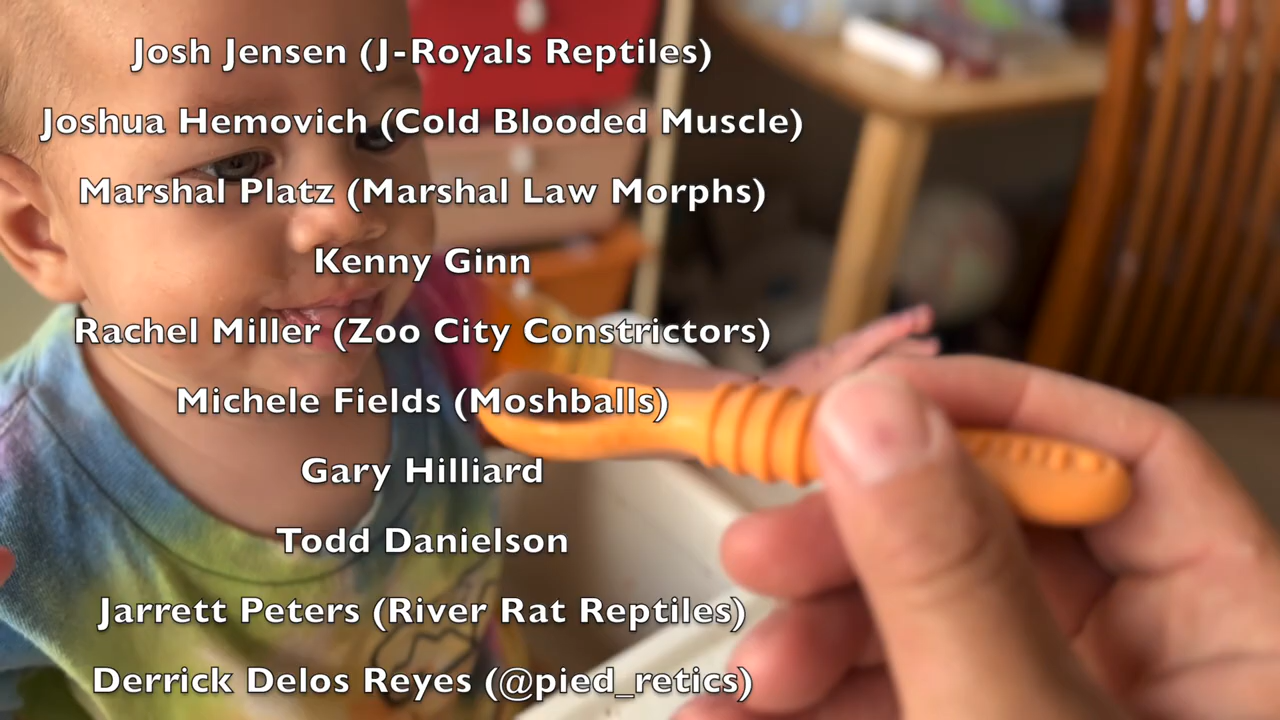 Josh Jensen (J-Royals Reptiles)
Joshua Hemovich (Cold Blooded Muscle)
Marshal Platz (Marshal Law Morphs)
Kenny Ginn
Rachel Miller (Zoo City Constrictors)
Michele Fields (Moshballs)
Gary Hilliard
Todd Danielson
Jarrett Peters (River Rat Reptiles)
Derrick Delos Reyes (@pied_retics)